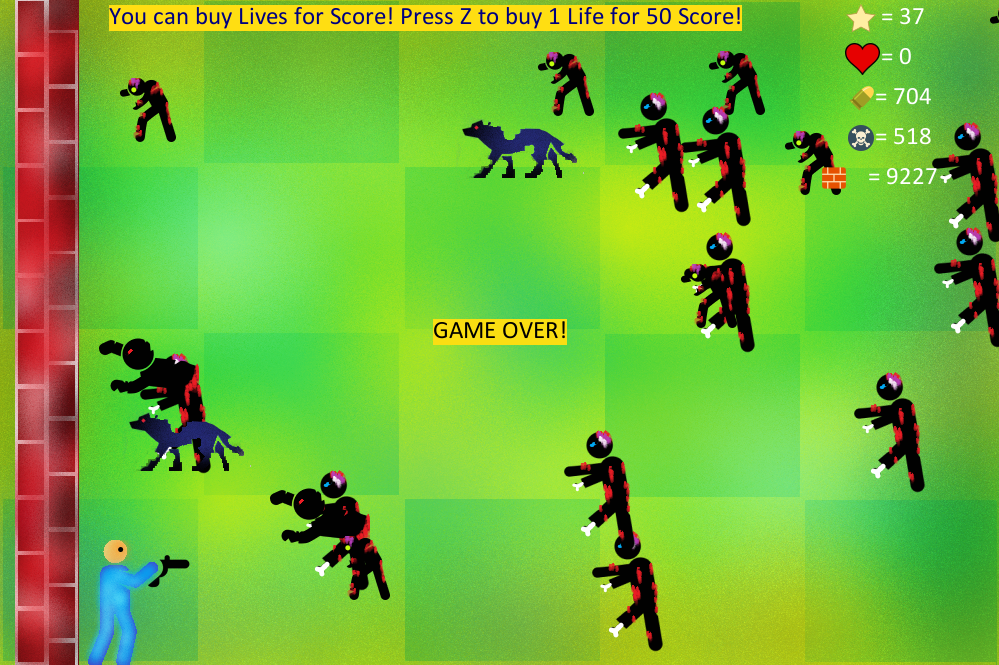 You can buy Lives for Score! Press Z to buy 1 Life for 50 Score!
= 37
= 0
= 704
= 518
= 9227
GAME OVER!